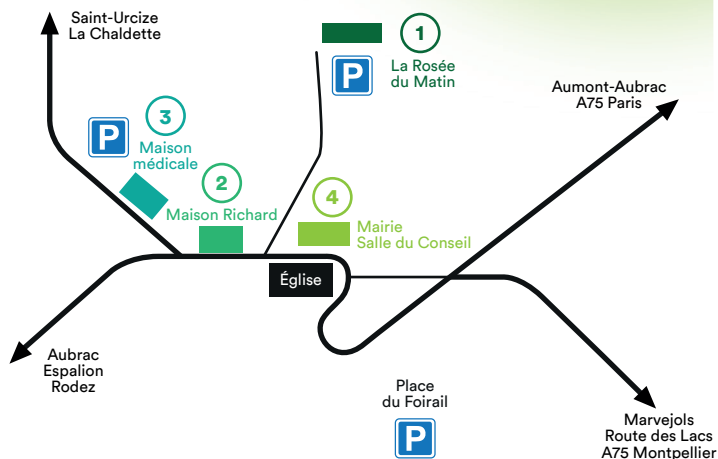 Saint-Urcize
La Chaldette
1
La Rosée
du Matin
P
Aumont-Aubrac
A75 Paris
P
3
Maison
médicale
2
Maison Richard
4
Mairie
Salle du Conseil
Église
Aubrac
Espalion
Rodez
Place
du Foirail
P
Marvejols
Route des Lacs
A75 Montpellier